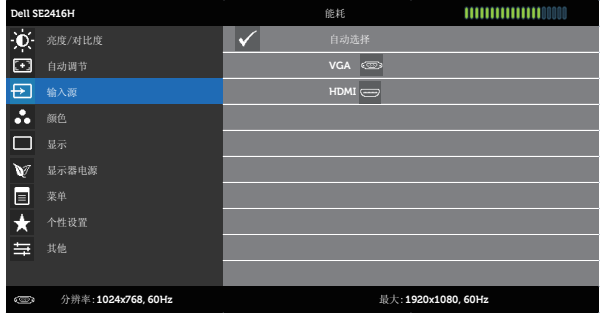 Dell SE2416H 能耗
亮度/对比度 自动选择
自动调节 VGA
输入源 HDMI
颜色
显示
显示器电源
菜单
个性设置
其他
分辨率:1024x768, 60Hz 最大:1920x1080, 60Hz